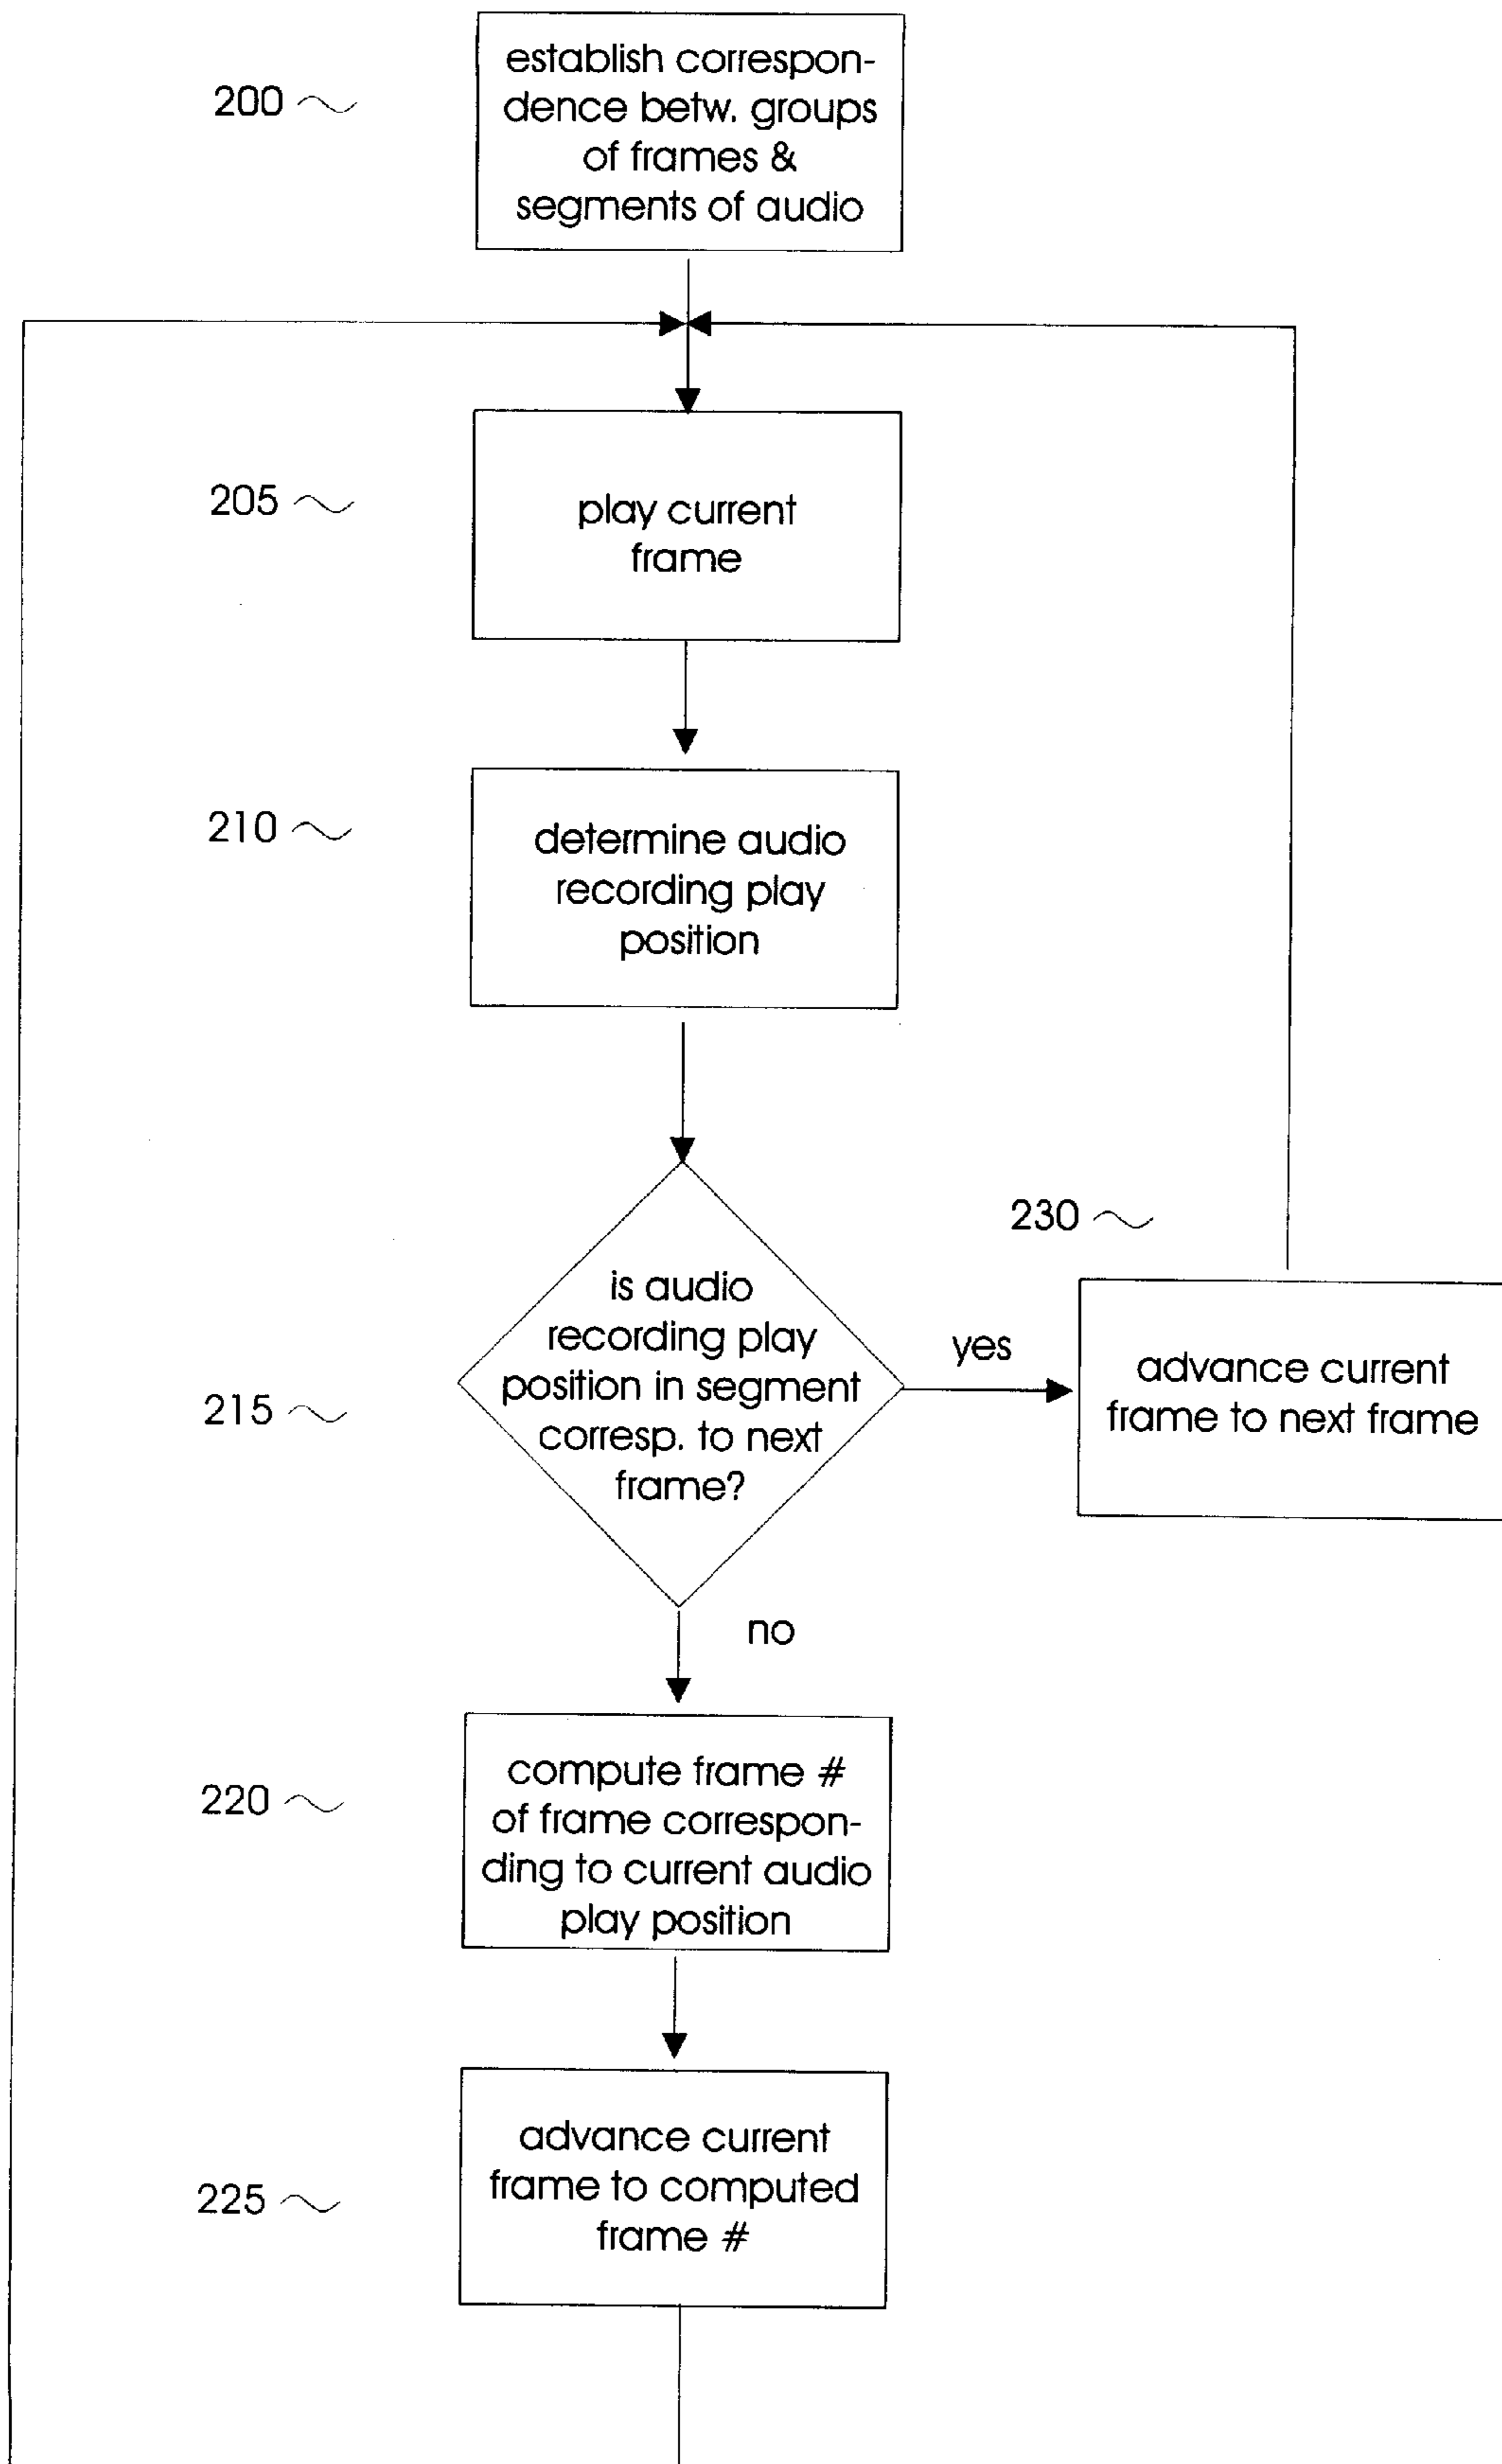 200
establish correspon-
dence betw. groups
of frames &
segments of audio
205
play current
frame
210
determine audio
recording play
position
215
is audio
recording play
position in segment
corresp. to next
frame?
yes
230
advance current
frame to next frame
no
220
compute frame #
of frame correspon-
ding to current audio
play position
225
advance current
frame to computed
frame #